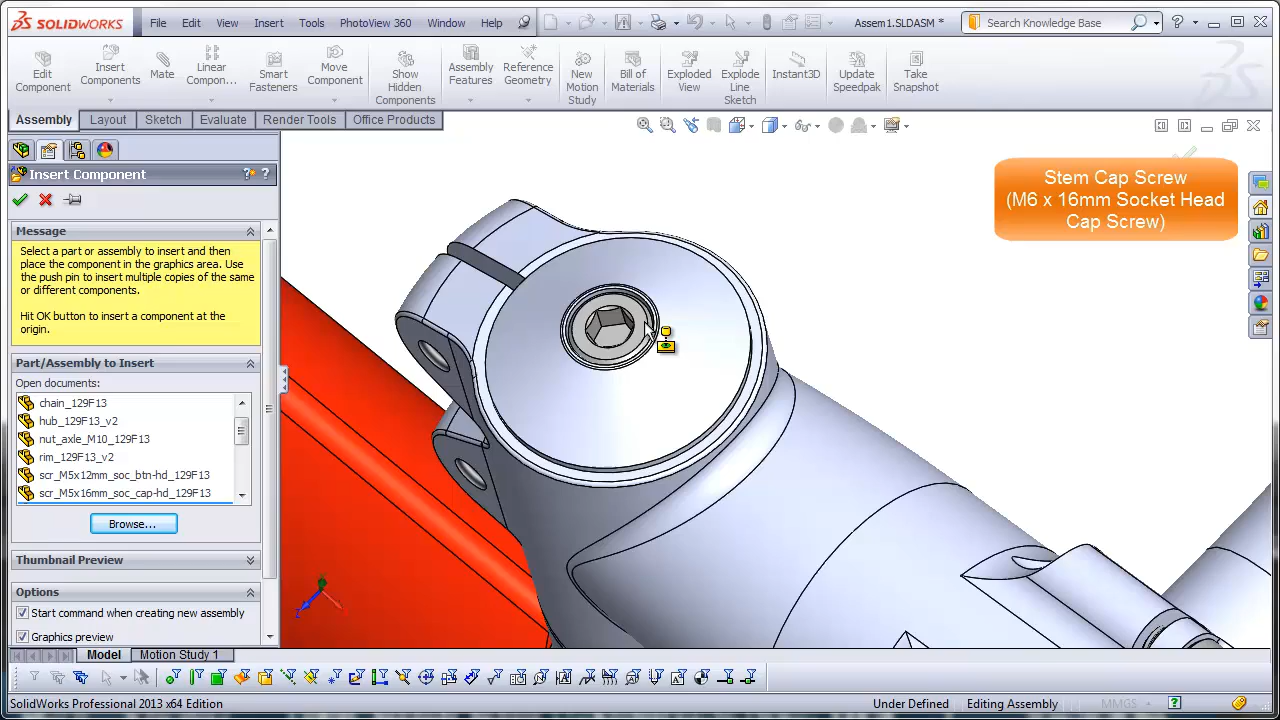 SOLIDWORKS
File Edit View Insert Tools PhotoView 360 Window Help
Assem1.SLDASM *
Search Knowledge Base
Edit
Component
Insert
Components
Mate
Linear
Compon...
Smart
Fasteners
Move
Component
Show
Hidden
Components
Assembly
Features
Reference
Geometry
New
Motion
Study
Bill of
Materials
Exploded
View
Explode
Line
Sketch
Instant3D
Update
Speedpak
Take
Snapshot
Assembly Layout Sketch Evaluate Render Tools Office Products
Insert Component
Message
Select a part or assembly to insert and then
place the component in the graphics area. Use
the push pin to insert multiple copies of the same
or different components.
Hit OK button to insert a component at the
origin.
Part/Assembly to Insert
Open documents:
chain_129F13
hub_129F13_v2
nut_axle_M10_129F13
rim_129F13_v2
scr_M5x12mm_soc_btn-hd_129F13
scr_M5x16mm_soc_cap-hd_129F13
Browse...
Thumbnail Preview
Options
Start command when creating new assembly
Graphics preview
Stem Cap Screw
(M6 x 16mm Socket Head
Cap Screw)
Z
Model Motion Study 1
SolidWorks Professional 2013 x64 Edition
Under Defined Editing Assembly MMGS